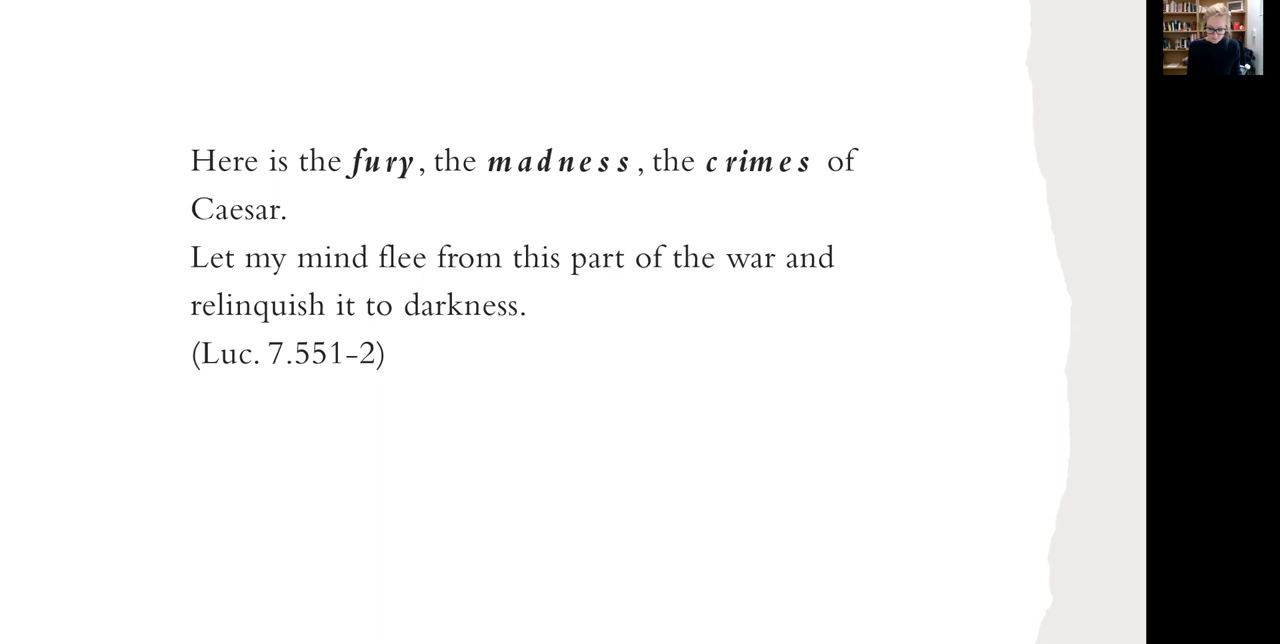 Here is the fury, the madness, the crimes of
Caesar.
Let my mind flee from this part of the war and
relinquish it to darkness.
(Luc. 7.551-2)